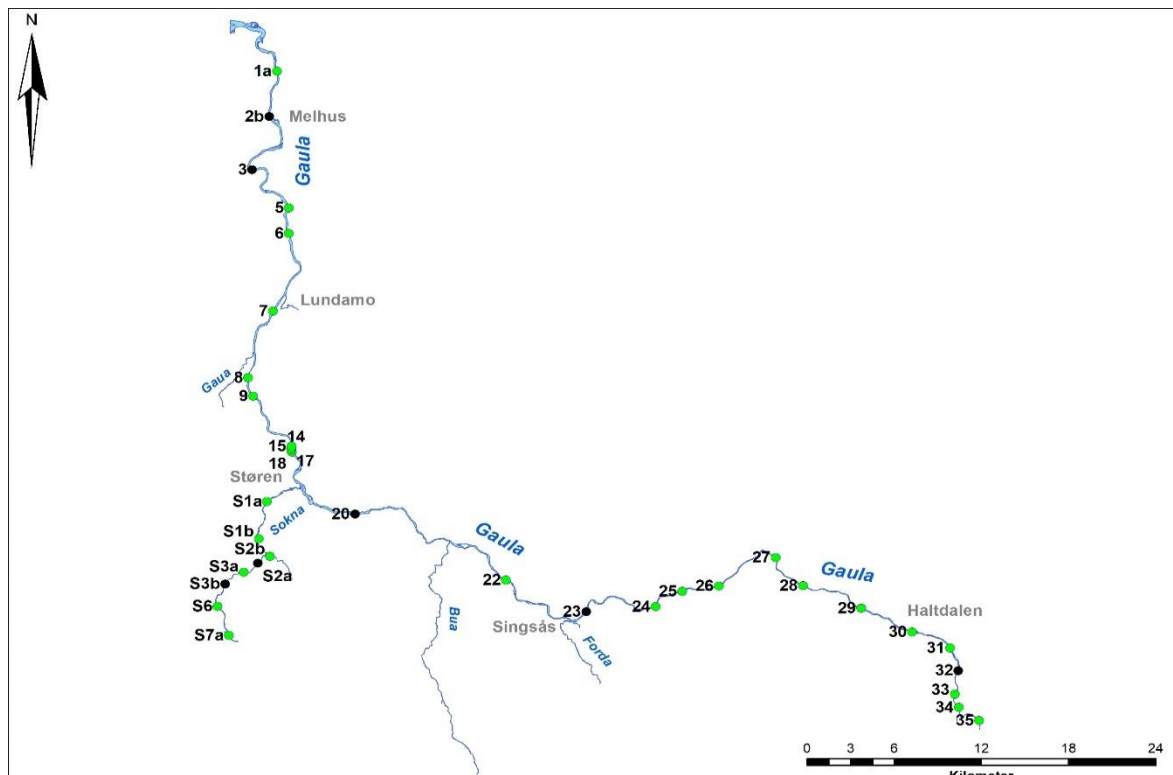 N
1a
2b
Melhus
Gaula
3
5
6
Lundamo
7
Gaua
8
9
14
15
18
17
Støren
S1a
20
Sokna
S1b
S2b
S2a
S3a
S3b
S6
S7a
Gaula
22
Bua
Singsås
23
Forda
24
25
26
27
28
Gaula
29
Haltdalen
30
31
32
33
34
35
0 3 6 12 18 24
Kilometer